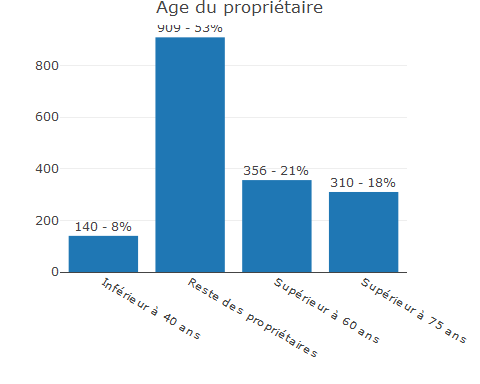 Age du propriétaire
909 - 53%
800
600
400
356 - 21%
310 - 18%
200
140 - 8%
0
Inférieur à 40 ans
Reste des propriétaires
Supérieur à 60 ans
Supérieur à 75 ans